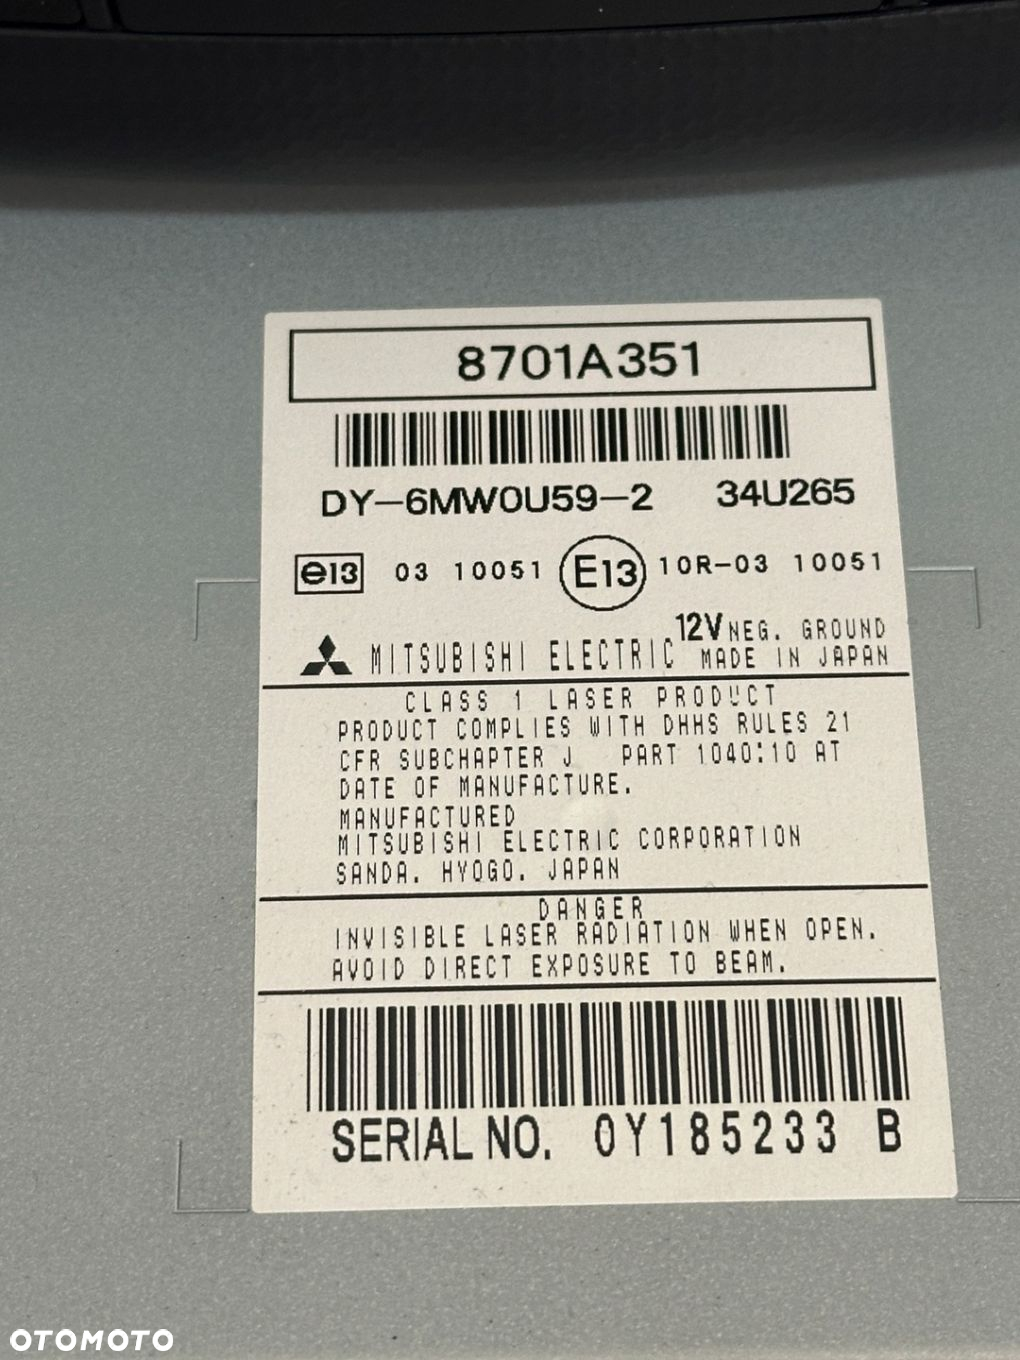 8701A351
DY-6MW0U59-2 34U265
e13 03 10051 E13 10R-03 10051
12V NEG. GROUND
MITSUBISHI ELECTRIC MADE IN JAPAN
CLASS 1 LASER PRODUCT
PRODUCT COMPLIES WITH DHHS RULES 21
CFR SUBCHAPTER J PART 1040:10 AT
DATE OF MANUFACTURE.
MANUFACTURED
MITSUBISHI ELECTRIC CORPORATION
SANDA. HYOGO. JAPAN
DANGER
INVISIBLE LASER RADIATION WHEN OPEN.
AVOID DIRECT EXPOSURE TO BEAM.
SERIAL NO. 0Y185233 B
OTOMOTO